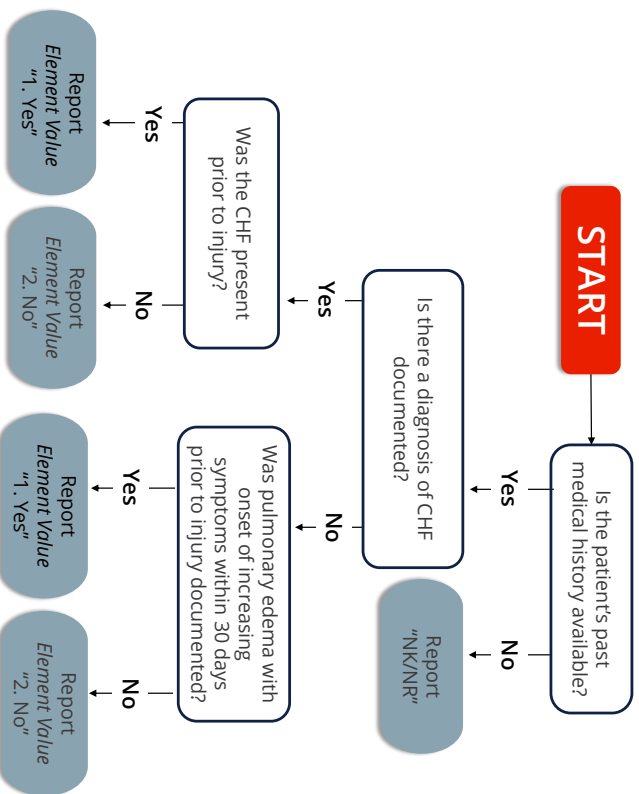 START
Is the patient's past
medical history available?
Yes
No
Is there a diagnosis of CHF
documented?
Report
"NK/NR"
Yes
No
Was the CHF present
prior to injury?
Was pulmonary edema with
onset of increasing
symptoms within 30 days
prior to injury documented?
Yes
No
Yes
No
Report
Element Value
"1. Yes"
Report
Element Value
"2. No"
Report
Element Value
"1. Yes"
Report
Element Value
"2. No"